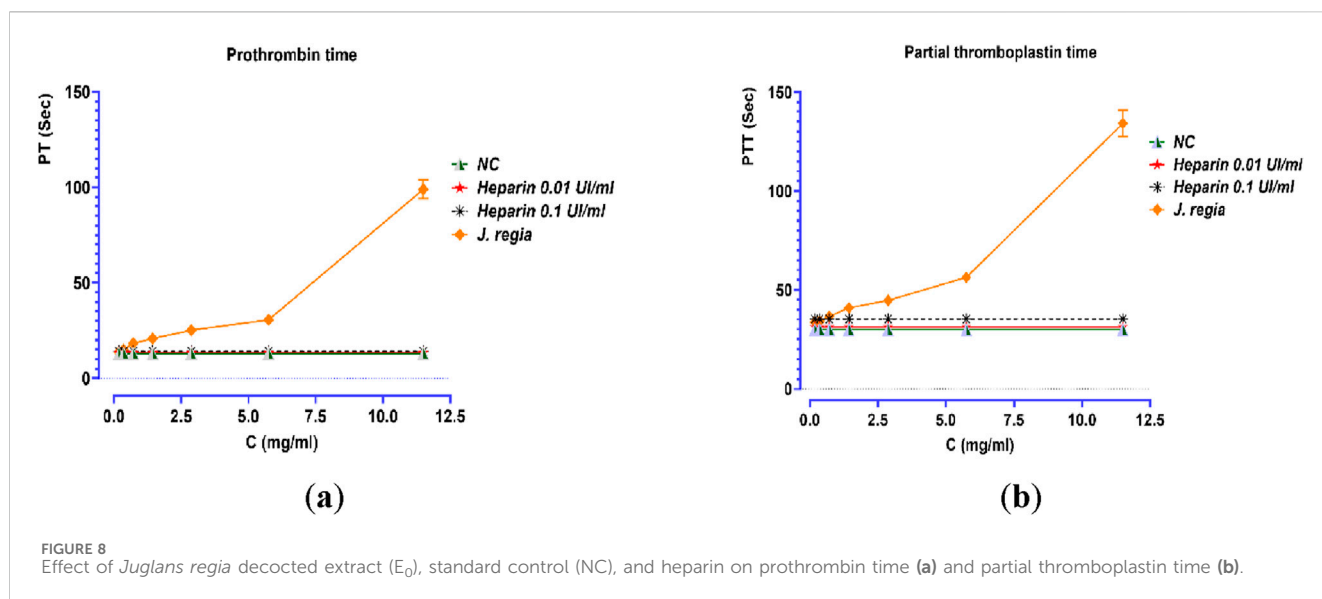 Prothrombin time
PT (Sec)
150
100
50
0
0.0 2.5 5.0 7.5 10.0 12.5
C (mg/ml)
NC
Heparin 0.01 UI/ml
Heparin 0.1 UI/ml
J. regia
(a)
Partial thromboplastin time
PTT (Sec)
150
100
50
0
0.0 2.5 5.0 7.5 10.0 12.5
C (mg/ml)
NC
Heparin 0.01 UI/ml
Heparin 0.1 UI/ml
J. regia
(b)
FIGURE 8
Effect of Juglans regia decocted extract (E₀), standard control (NC), and heparin on prothrombin time (a) and partial thromboplastin time (b).